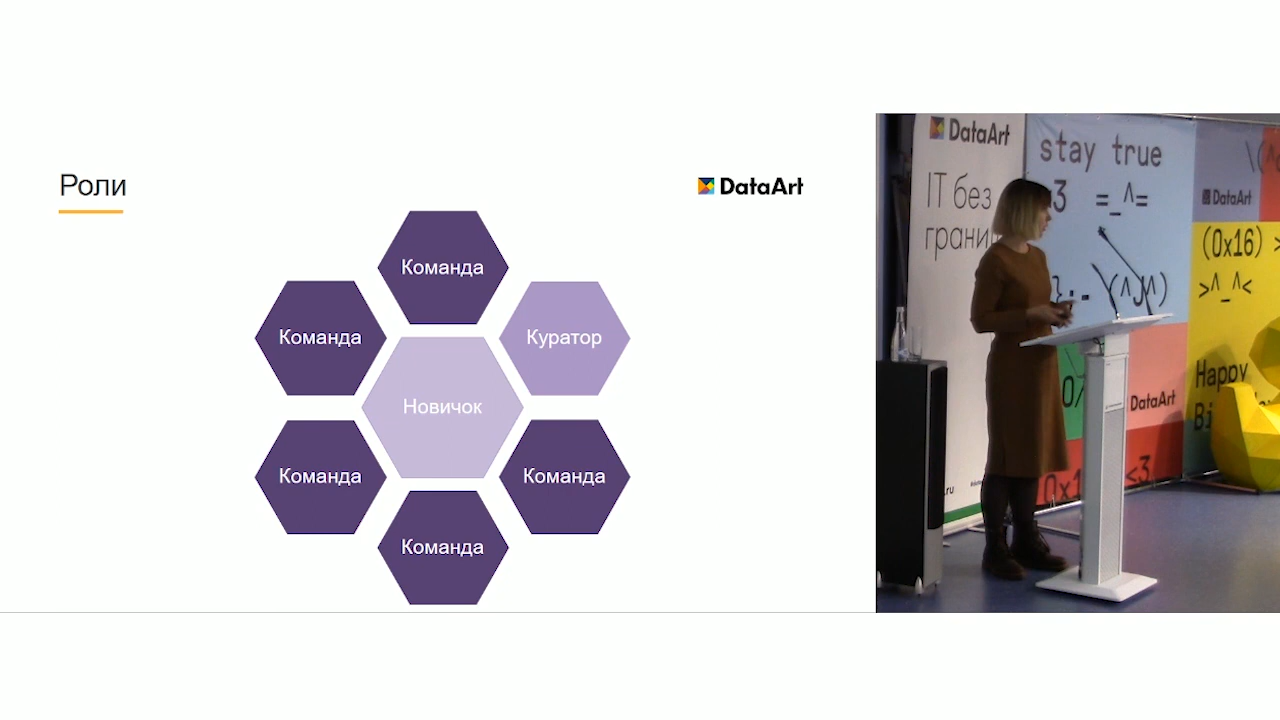 Роли
DataArt
Команда
Команда
Куратор
Новичок
Команда
Команда
Команда
DataArt
IT без
stay true
=_^=
DataArt
(0x16)
>^_^<
Happy
DataArt
<3